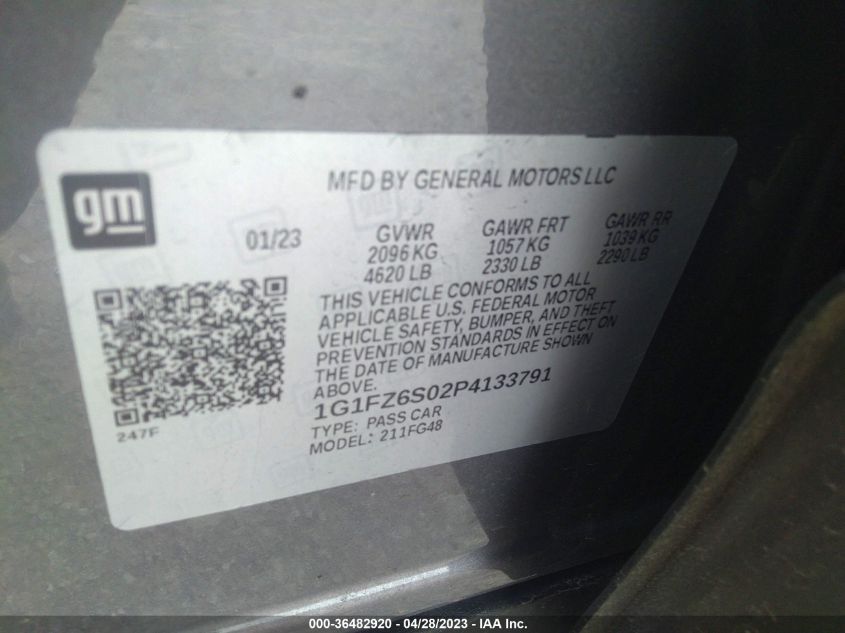 gm
MFD BY GENERAL MOTORS LLC
01/23
GVWR
2096 KG
4620 LB
GAWR FRT
1057 KG
2330 LB
GAWR RR
1039 KG
2290 LB
THIS VEHICLE CONFORMS TO ALL
APPLICABLE U.S. FEDERAL MOTOR
VEHICLE SAFETY, BUMPER, AND THEFT
PREVENTION STANDARDS IN EFFECT ON
THE DATE OF MANUFACTURE SHOWN
ABOVE.
1G1FZ6S02P4133791
TYPE: PASS CAR
MODEL: 211FG48
247F
000-36482920 - 04/28/2023 - IAA Inc.